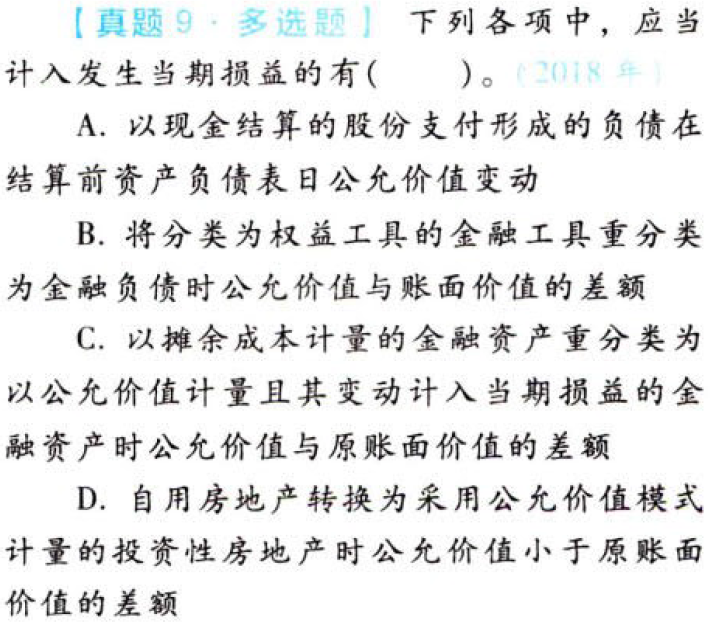 【真题9·多选题】 下列各项中，应当
计入发生当期损益的有(　　)。(2018年)
A. 以现金结算的股份支付形成的负债在
结算前资产负债表日公允价值变动
B. 将分类为权益工具的金融工具重分类
为金融负债时公允价值与账面价值的差额
C. 以摊余成本计量的金融资产重分类为
以公允价值计量且其变动计入当期损益的金
融资产时公允价值与原账面价值的差额
D. 自用房地产转换为采用公允价值模式
计量的投资性房地产时公允价值小于原账面
价值的差额